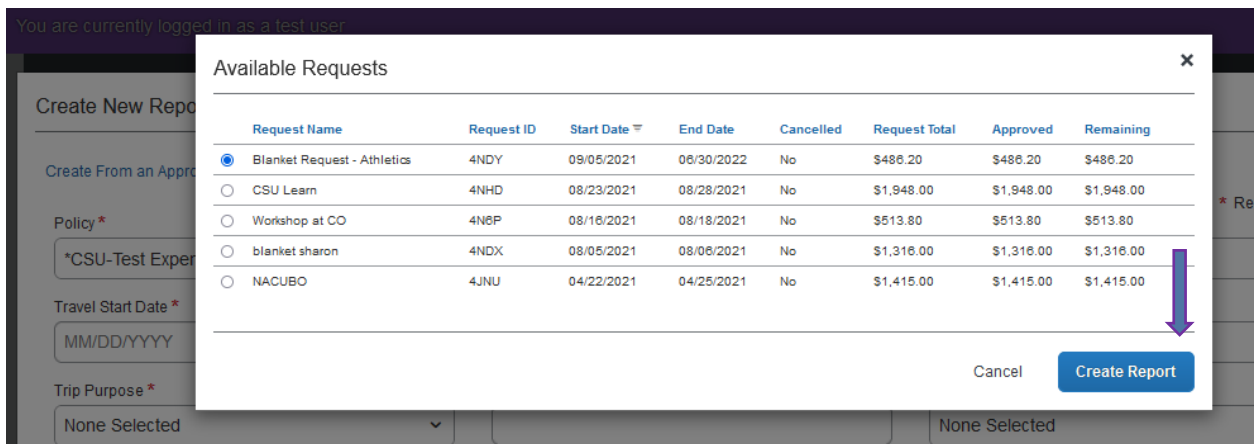 You are currently logged in as a test user
Available Requests
×
Create New Repo
Request Name Request ID Start Date End Date Cancelled Request Total Approved Remaining
Blanket Request - Athletics 4NDY 09/05/2021 06/30/2022 No $486.20 $486.20 $486.20
Create From an Appro
CSU Learn 4NHD 08/23/2021 08/28/2021 No $1,948.00 $1,948.00 $1,948.00
* Re
Policy *
Workshop at CO 4N6P 08/16/2021 08/18/2021 No $513.80 $513.80 $513.80
*CSU-Test Exper
blanket sharon 4NDX 08/05/2021 08/06/2021 No $1,316.00 $1,316.00 $1,316.00
NACUBO 4JNU 04/22/2021 04/25/2021 No $1,415.00 $1,415.00 $1,415.00
Travel Start Date *
MM/DD/YYYY
Cancel Create Report
Trip Purpose *
None Selected None Selected